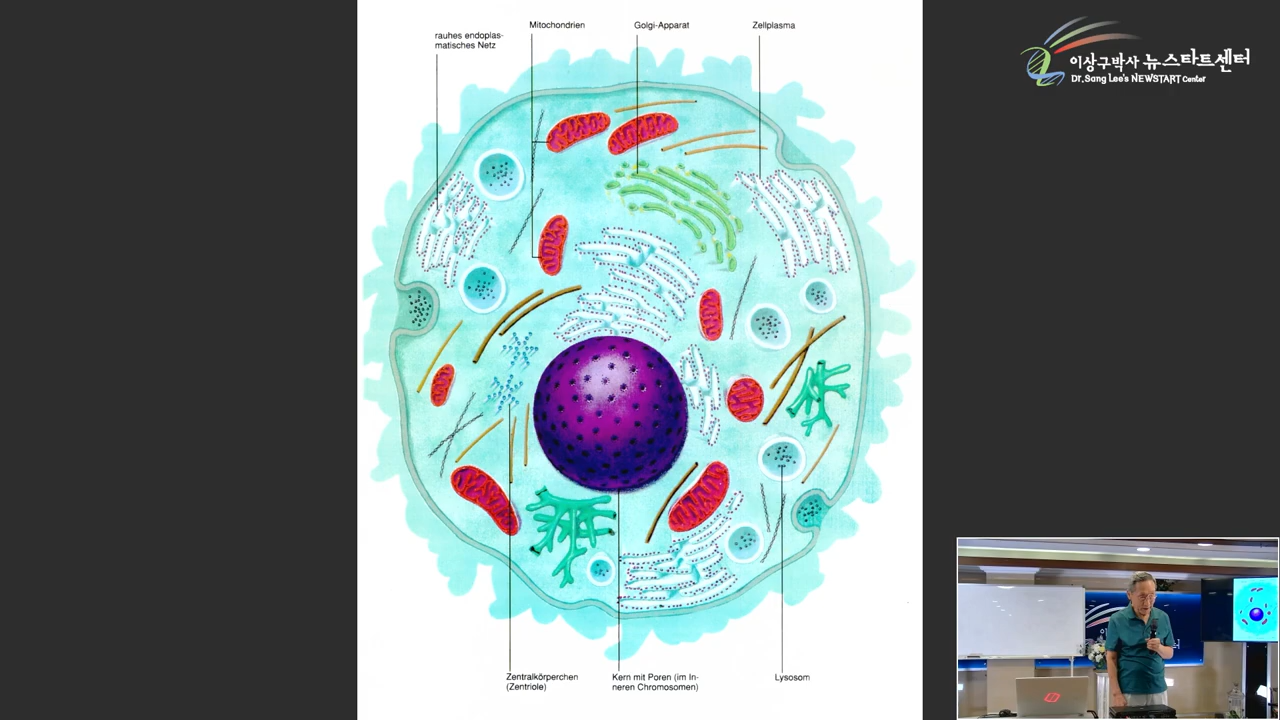 Mitochondrien
Golgi-Apparat
Zellplasma
rauhes endoplas-
matisches Netz
이상구박사 뉴스타트센터
Dr. Sang Lee's NEWSTART Center
Zentralkörperchen
(Zentriole)
Kern mit Poren (im In-
neren Chromosomen)
Lysosom